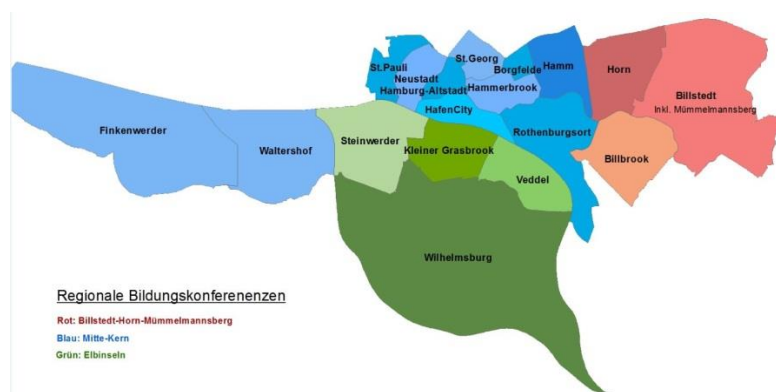 St.Pauli
St.Georg
Neustadt
Borgfelde
Hamm
Horn
Hamburg-Altstadt
Hammerbrook
Billstedt
Inkl. Mümmelmannsberg
HafenCity
Finkenwerder
Waltershof
Steinwerder
Kleiner Grasbrook
Rothenburgsort
Billbrook
Veddel
Wilhelmsburg
Regionale Bildungskonferenenzen
Rot: Billstedt-Horn-Mümmelmannsberg
Blau: Mitte-Kern
Grün: Elbinseln